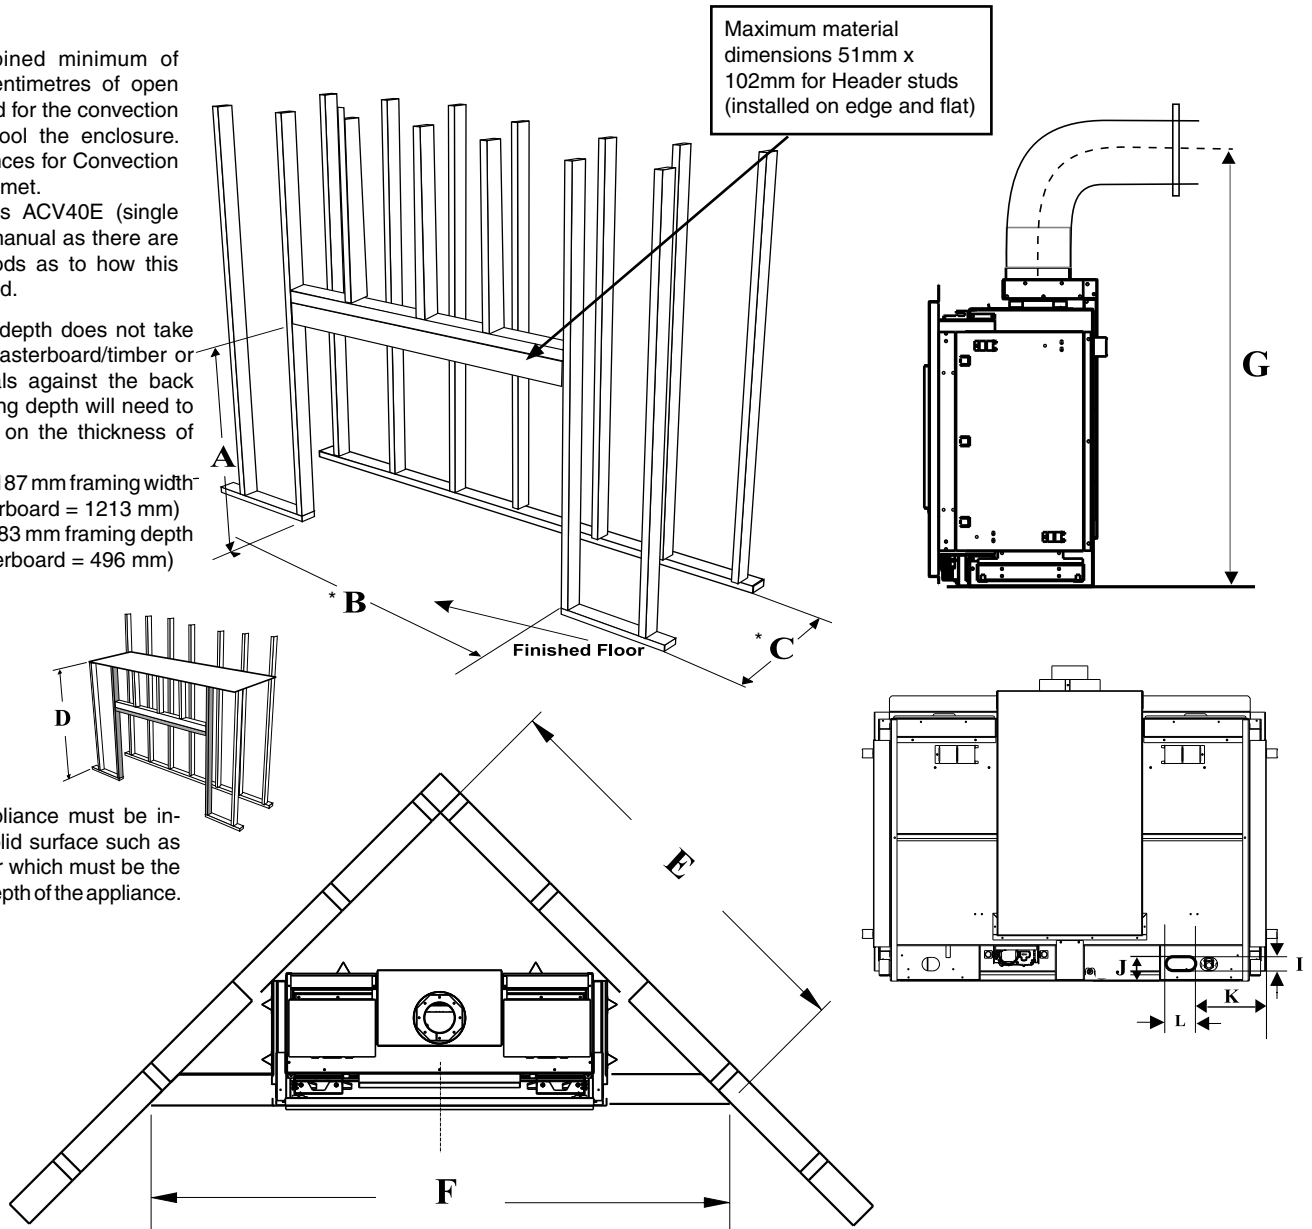 bined minimum of
entimetres of open
d for the convection
ool the enclosure.
nces for Convection
met.
s ACV40E (single
manual as there are
ods as to how this
d.
depth does not take
asterboard/timber or
als against the back
ng depth will need to
on the thickness of
187 mm framing width
rboard = 1213 mm)
83 mm framing depth
erboard = 496 mm)
Maximum material
dimensions 51mm x
102mm for Header studs
(installed on edge and flat)
A
* B
* C
Finished Floor
G
D
pliance must be in-
olid surface such as
r which must be the
epth of the appliance.
E
F
J
I
K
L